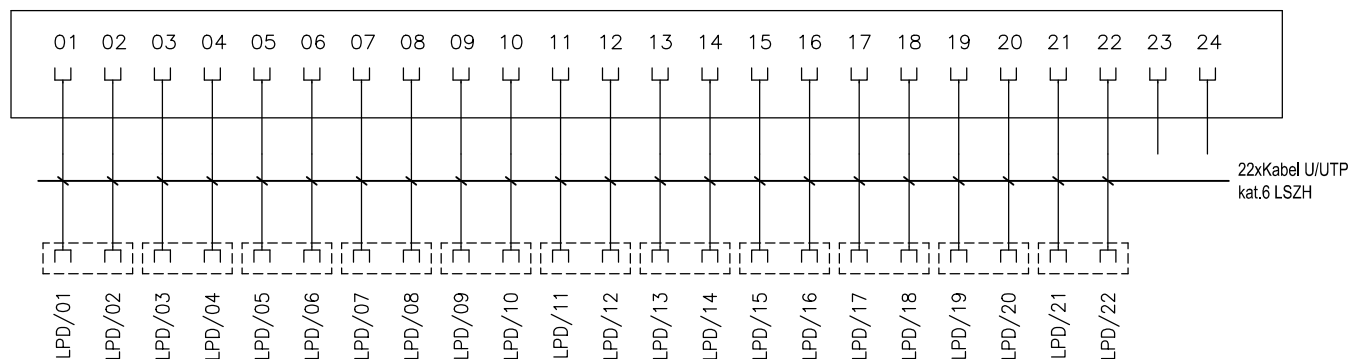 01 02 03 04 05 06 07 08 09 10 11 12 13 14 15 16 17 18 19 20 21 22 23 24
22xKabel U/UTP
kat.6 LSZH
LPD/01
LPD/02
LPD/03
LPD/04
LPD/05
LPD/06
LPD/07
LPD/08
LPD/09
LPD/10
LPD/11
LPD/12
LPD/13
LPD/14
LPD/15
LPD/16
LPD/17
LPD/18
LPD/19
LPD/20
LPD/21
LPD/22